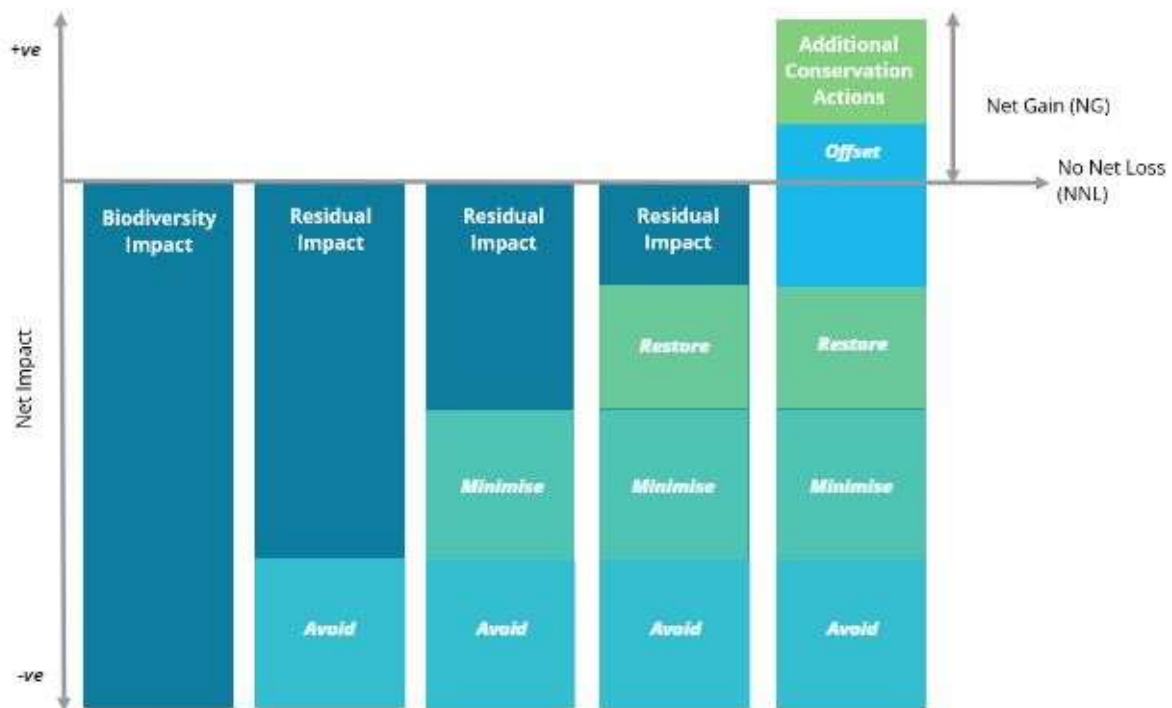 +ve
Additional
Conservation
Actions
Net Gain (NG)
Offset
No Net Loss
(NNL)
Biodiversity
Impact
Residual
Impact
Residual
Impact
Residual
Impact
Net Impact
Restore
Restore
Minimise
Minimise
Minimise
Avoid
Avoid
Avoid
Avoid
-ve